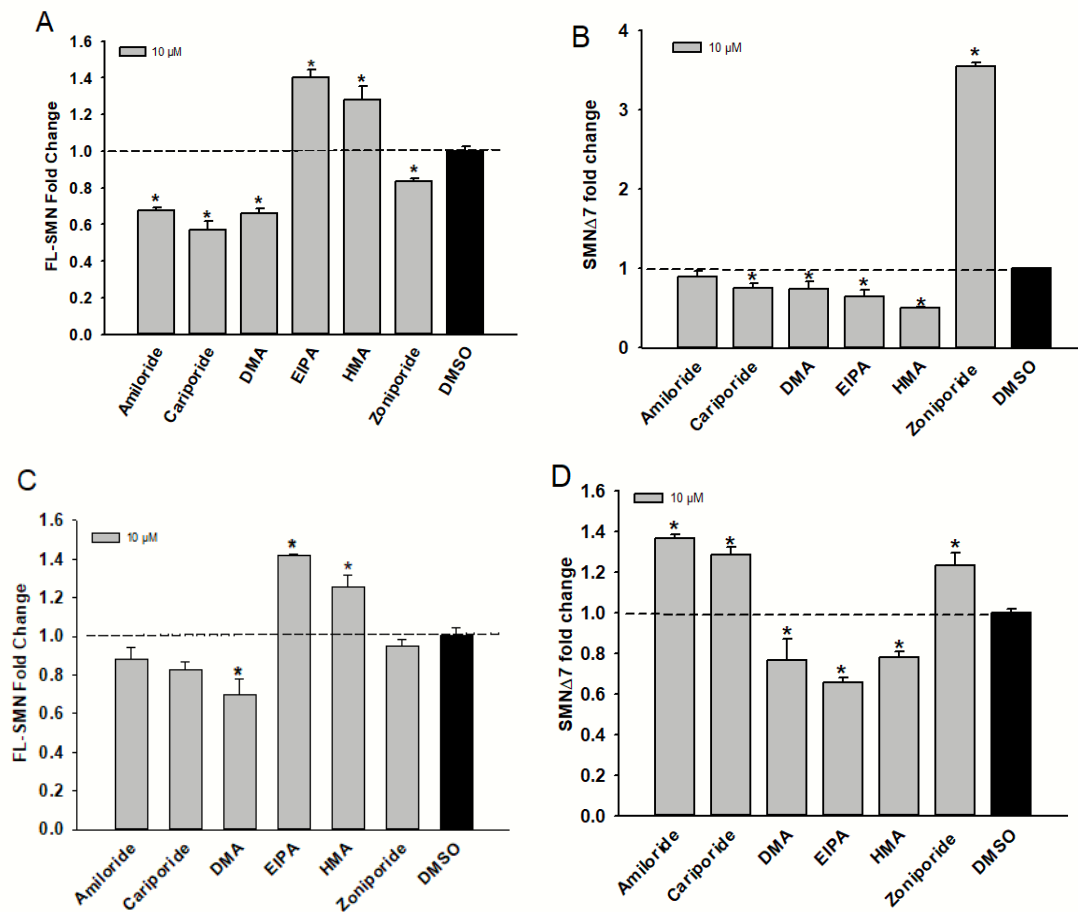 A
FL-SMN Fold Change
1.6
1.4
1.2
1.0
0.8
0.6
0.4
0.2
0.0
10 µM
*
*
*
*
*
*
Amiloride
Cariporide
DMA
EIPA
HMA
Zoniporide
DMSO
B
SMNΔ7 fold change
4
3
2
1
0
10 µM
*
*
*
*
*
Amiloride
Cariporide
DMA
EIPA
HMA
Zoniporide
DMSO
C
FL-SMN Fold Change
1.6
1.4
1.2
1.0
0.8
0.6
0.4
0.2
0.0
10 µM
*
*
*
Amiloride
Cariporide
DMA
EIPA
HMA
Zoniporide
DMSO
D
SMNΔ7 fold change
1.6
1.4
1.2
1.0
0.8
0.6
0.4
0.2
0.0
10 µM
*
*
*
*
*
*
Amiloride
Cariporide
DMA
EIPA
HMA
Zoniporide
DMSO